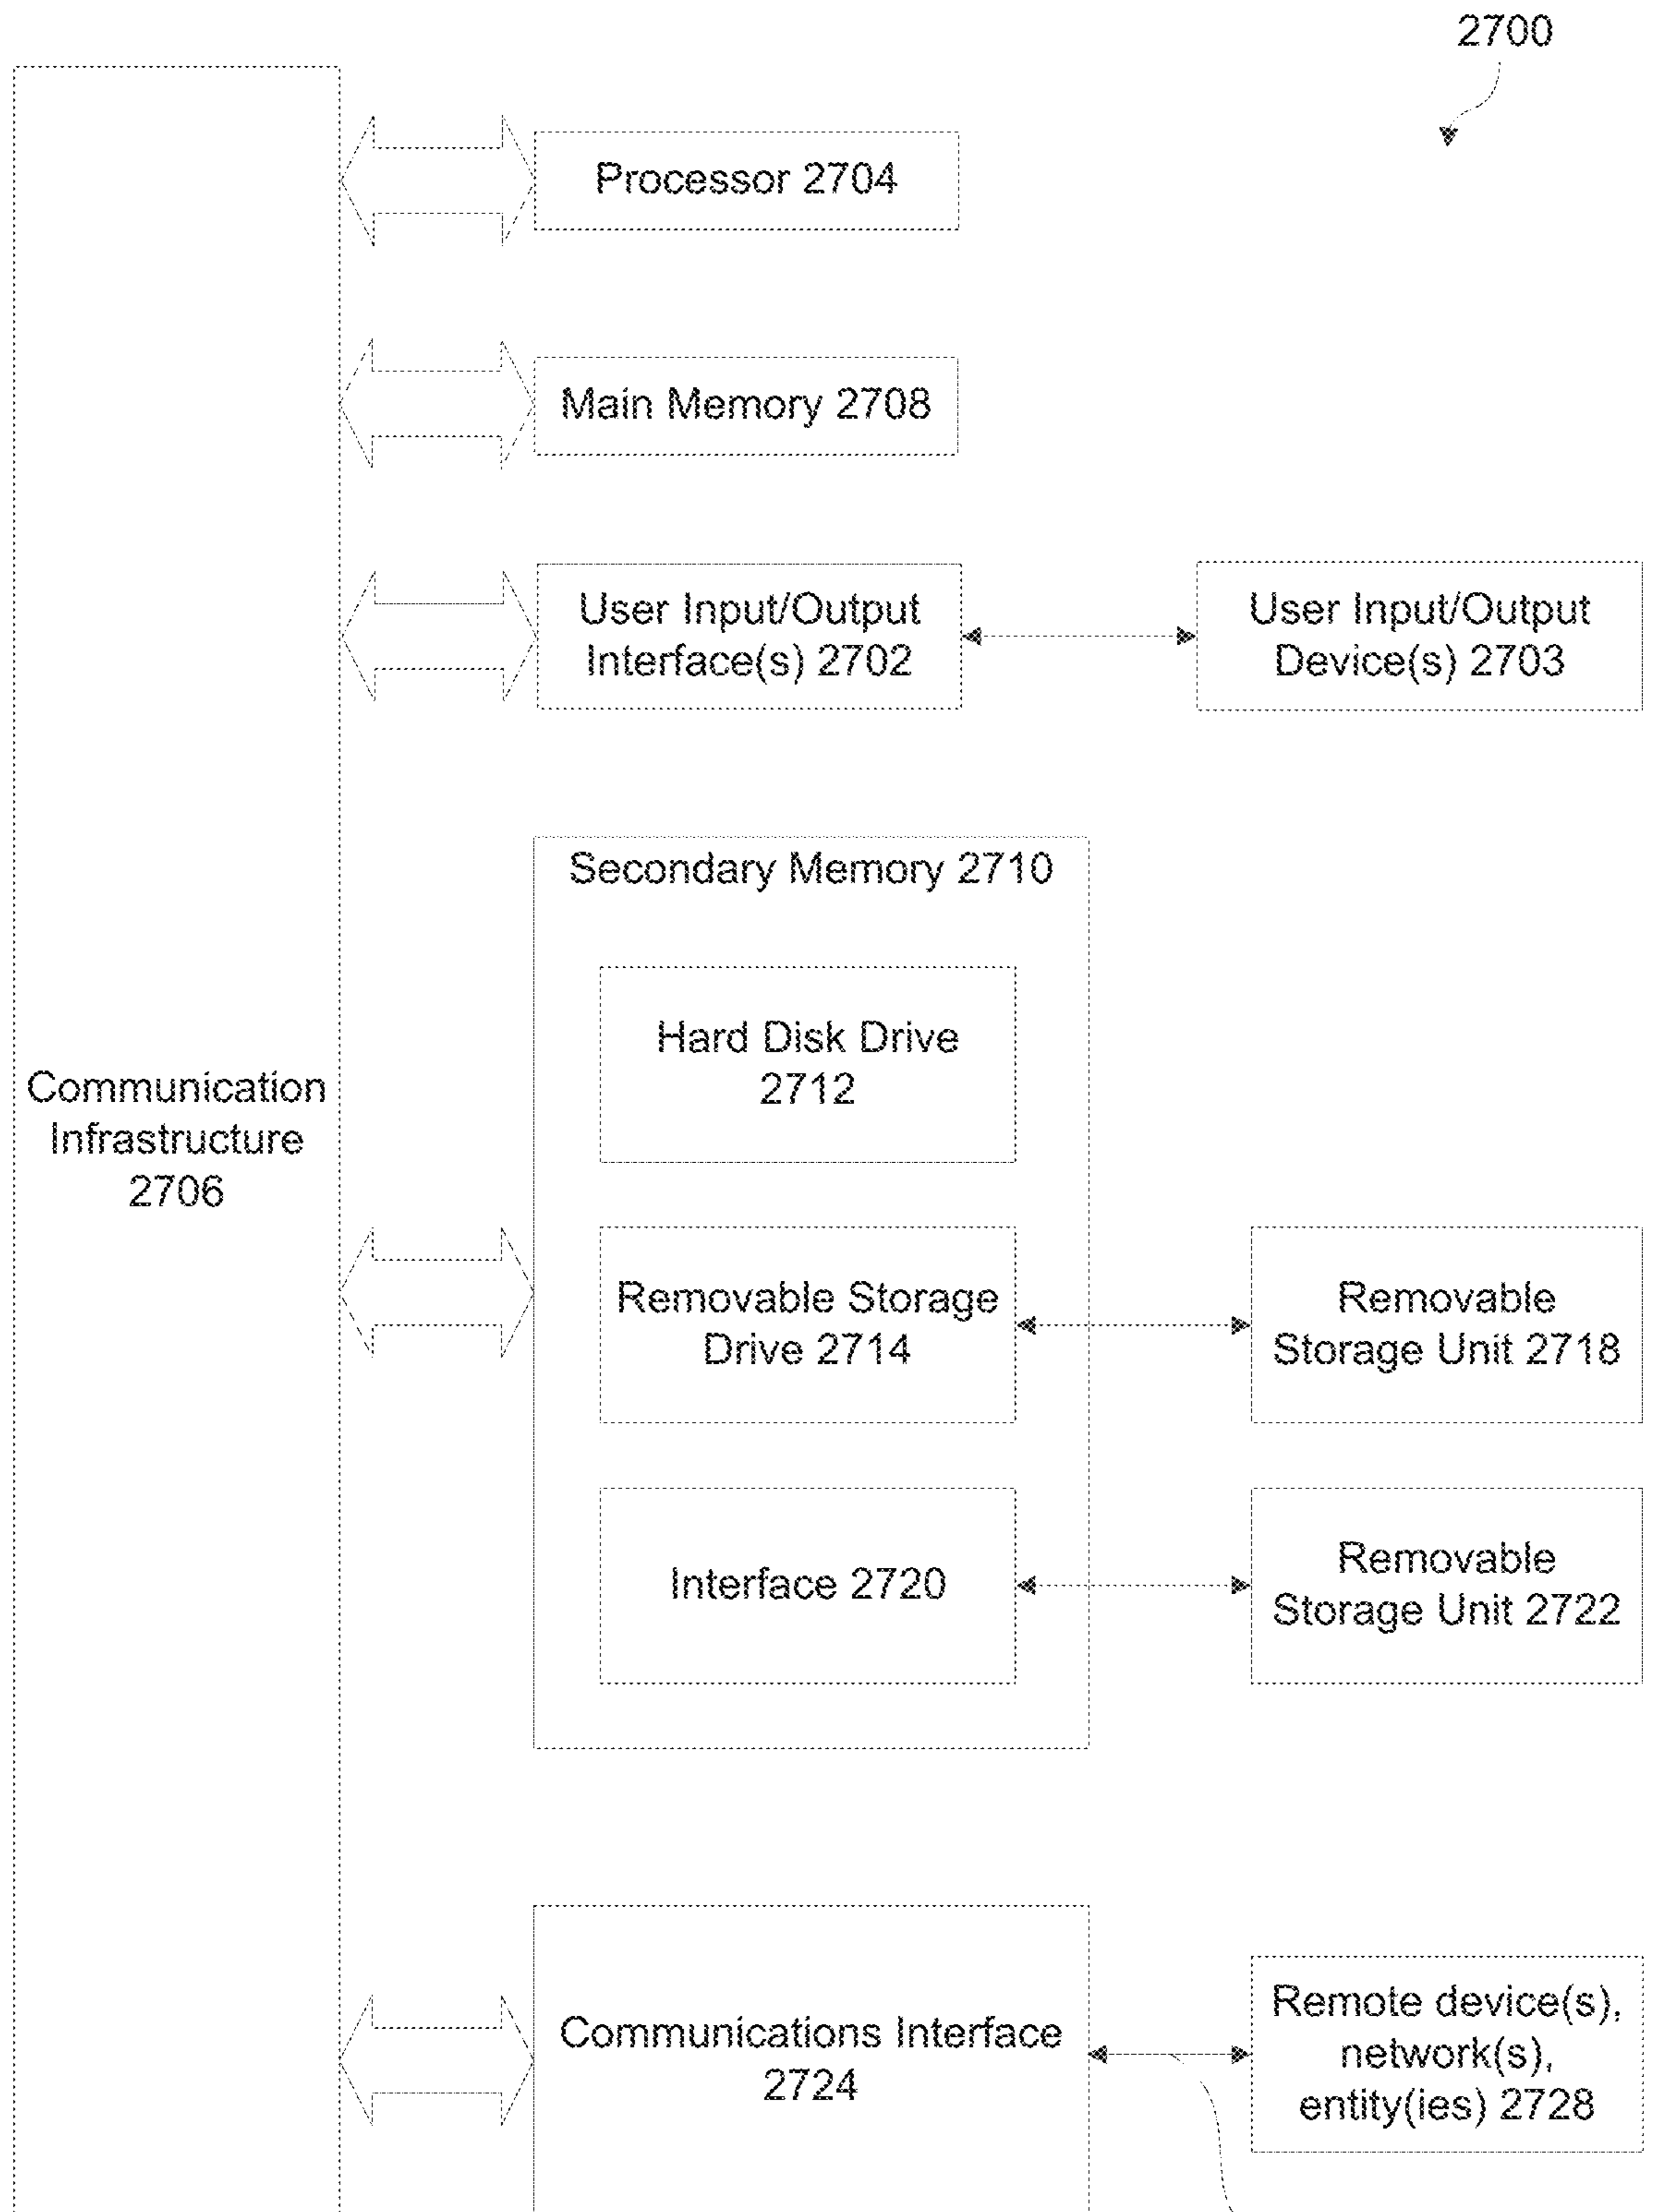 2700
Processor 2704
Main Memory 2708
User Input/Output
Interface(s) 2702
User Input/Output
Device(s) 2703
Secondary Memory 2710
Hard Disk Drive
2712
Communication
Infrastructure
2706
Removable Storage
Drive 2714
Removable
Storage Unit 2718
Interface 2720
Removable
Storage Unit 2722
Communications Interface
2724
Remote device(s),
network(s),
entity(ies) 2728